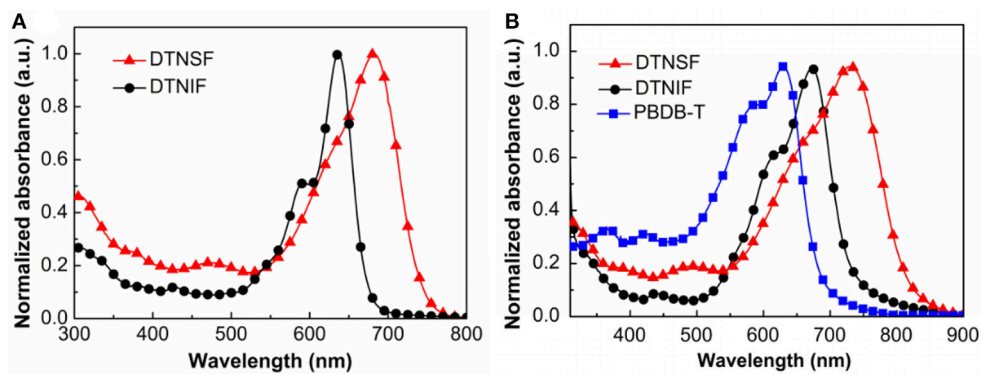 A
Normalized absorbance (a.u.)
1.0
0.8
0.6
0.4
0.2
0.0
DTNSF
DTNIF
300 400 500 600 700 800
Wavelength (nm)
B
Normalized absorbance (a.u.)
1.0
0.8
0.6
0.4
0.2
0.0
DTNSF
DTNIF
PBDB-T
400 500 600 700 800 900
Wavelength (nm)